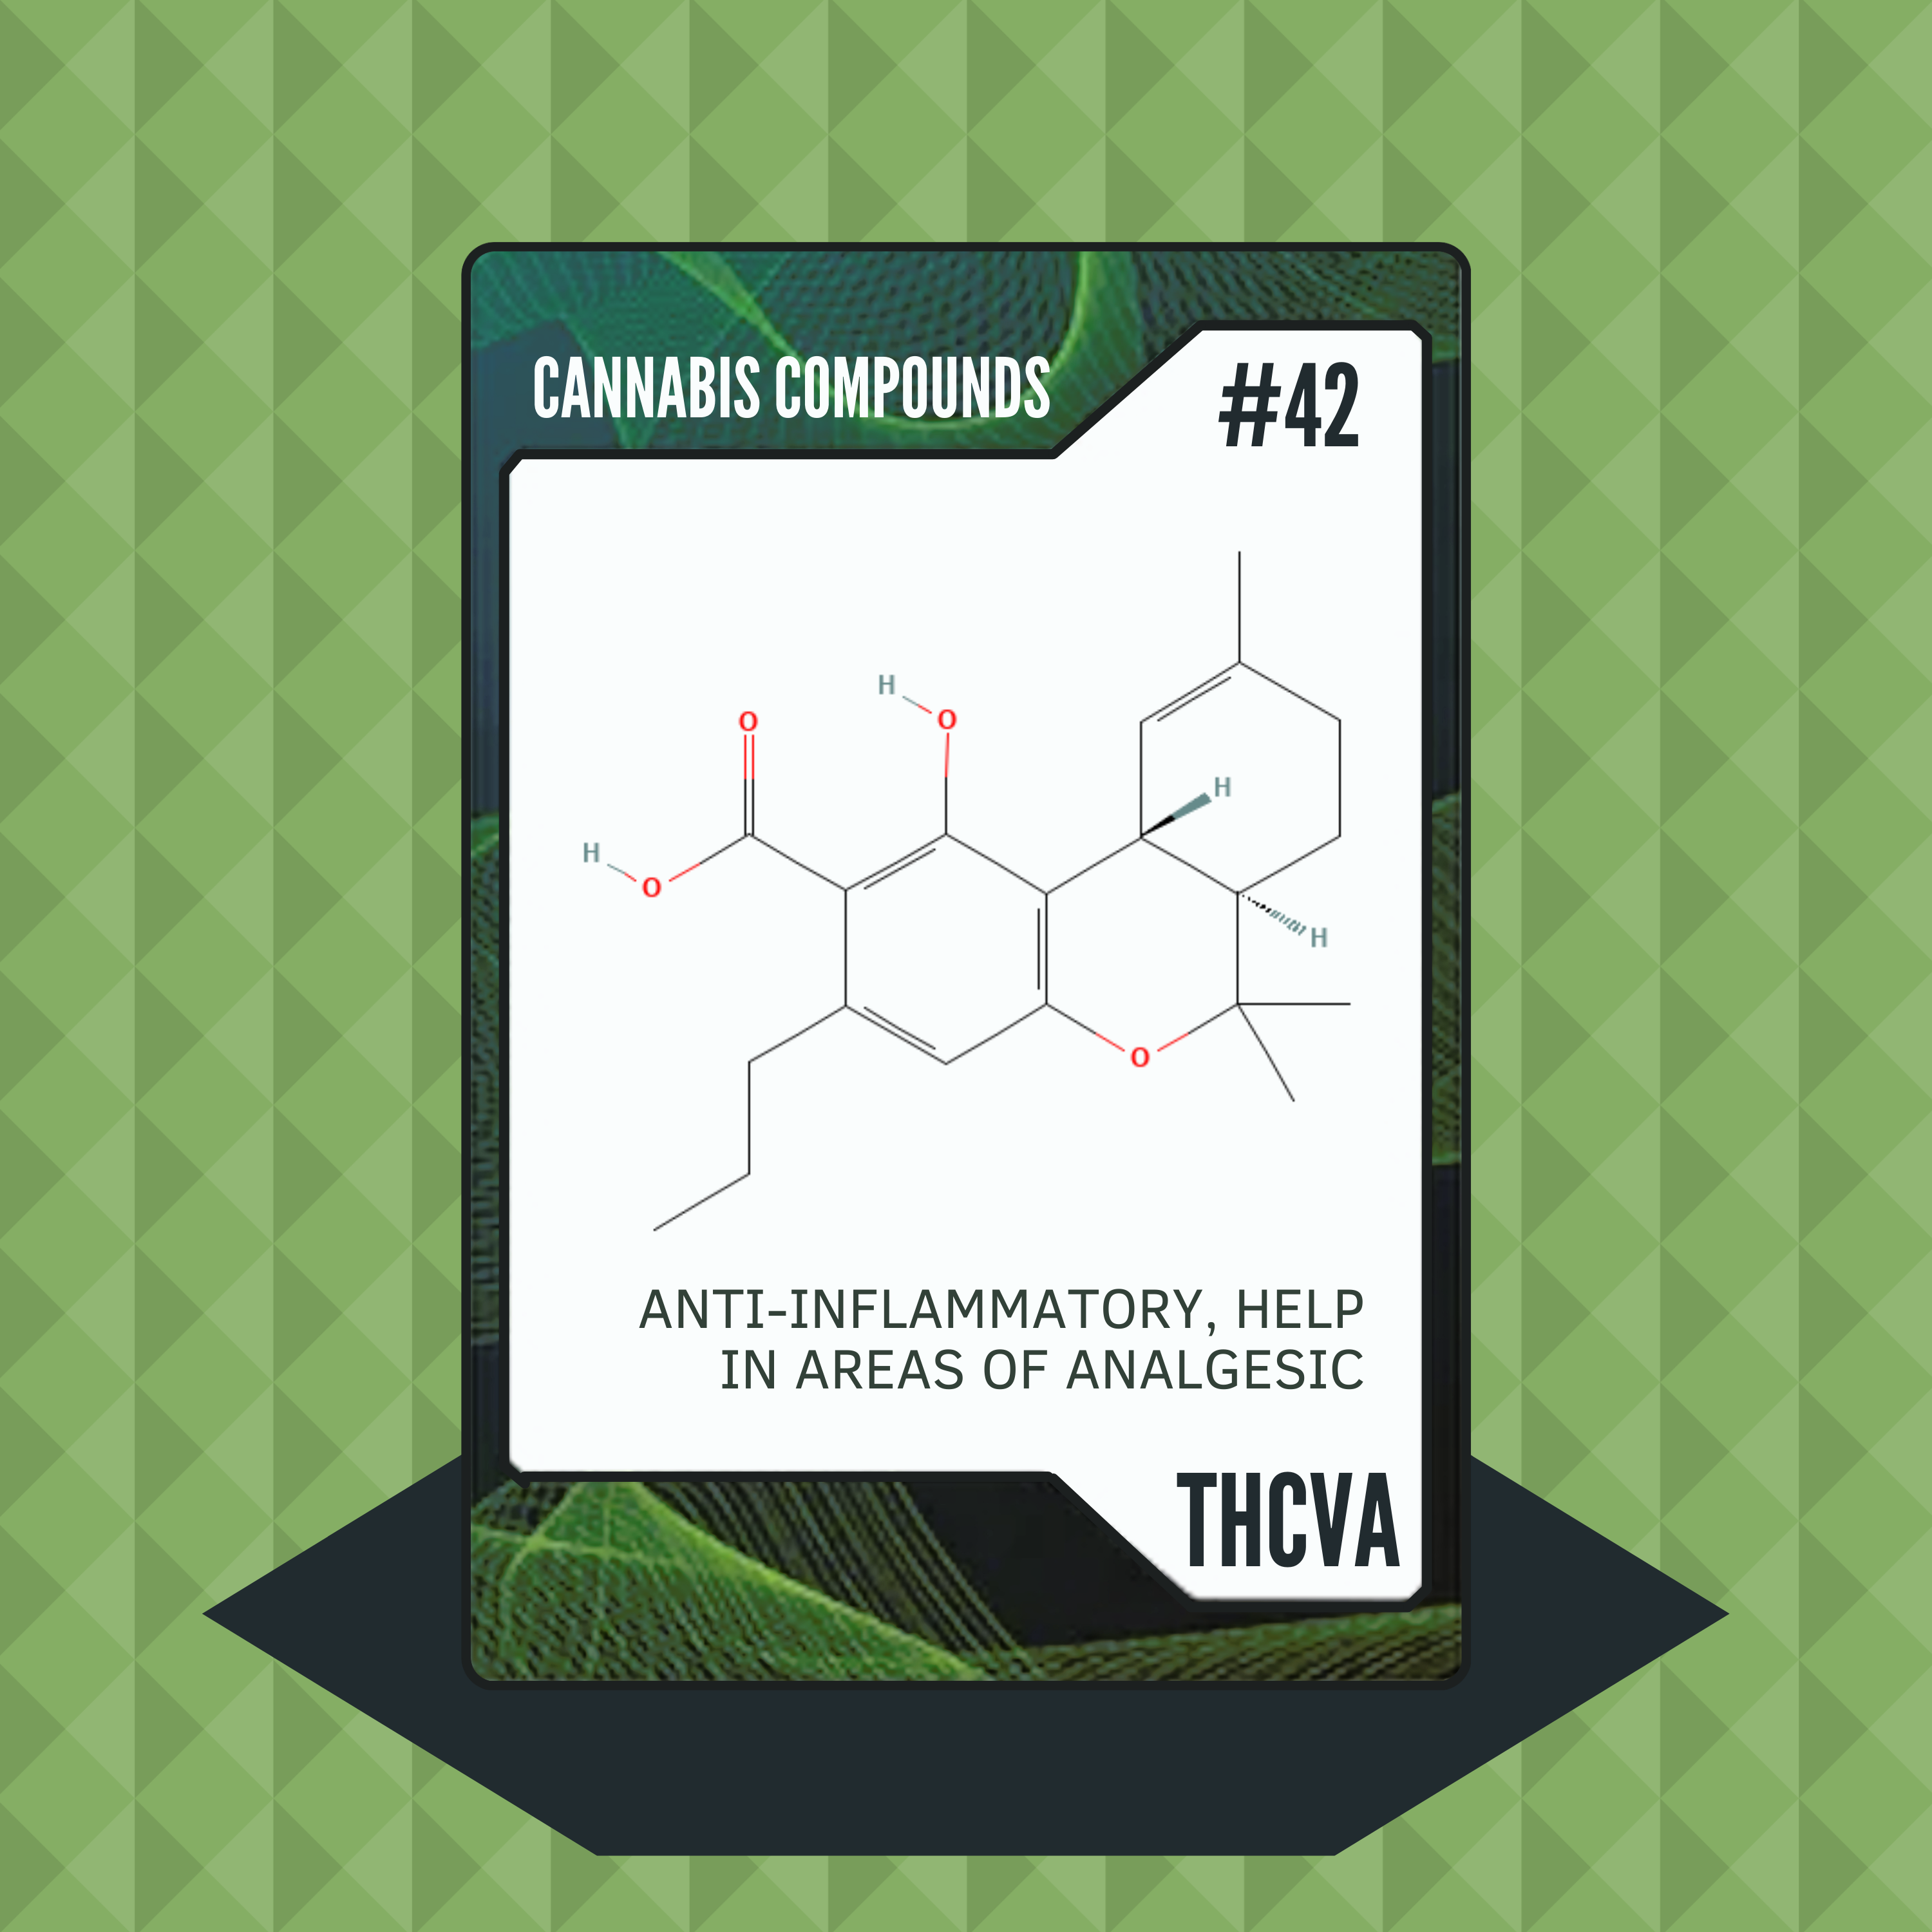 CANNABIS COMPOUNDS
#42
H
O
O
H
O
H
H
O
ANTI-INFLAMMATORY, HELP
IN AREAS OF ANALGESIC
THCVA